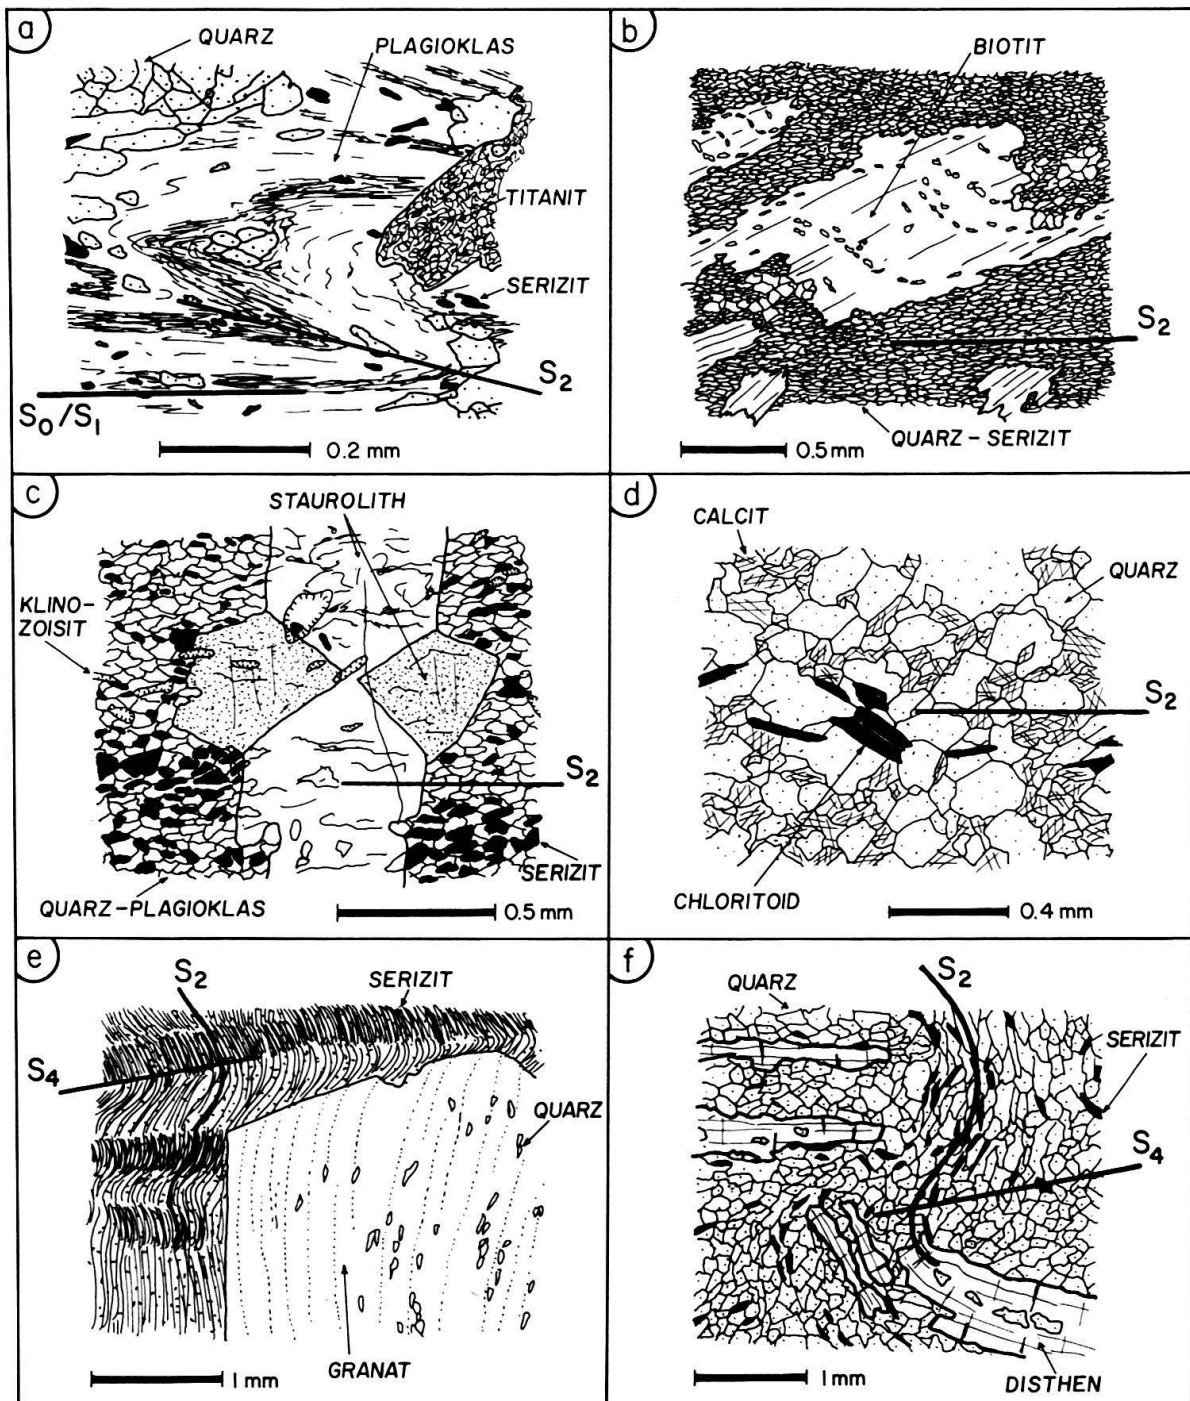 a
QUARZ
PLAGIOKLAS
TITANIT
SERIZIT
S2
S0/S1
0.2 mm
b
BIOTIT
S2
QUARZ-SERIZIT
0.5 mm
c
STAUROLITH
KLINO-
ZOISIT
S2
SERIZIT
QUARZ-PLAGIOKLAS
0.5 mm
d
CALCIT
QUARZ
S2
CHLORITOID
0.4 mm
e
S2
SERIZIT
S4
QUARZ
GRANAT
1 mm
f
S2
QUARZ
SERIZIT
S4
1 mm
DISTHEN